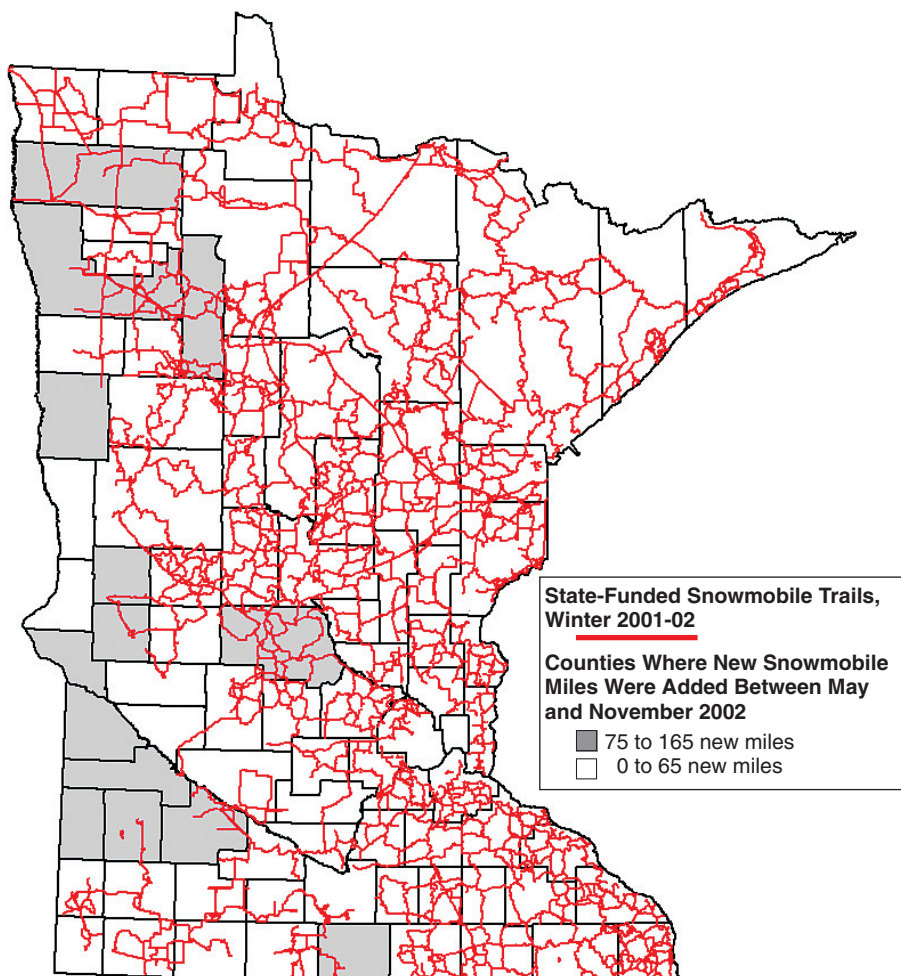 State-Funded Snowmobile Trails,
Winter 2001-02
Counties Where New Snowmobile
Miles Were Added Between May
and November 2002
75 to 165 new miles
0 to 65 new miles